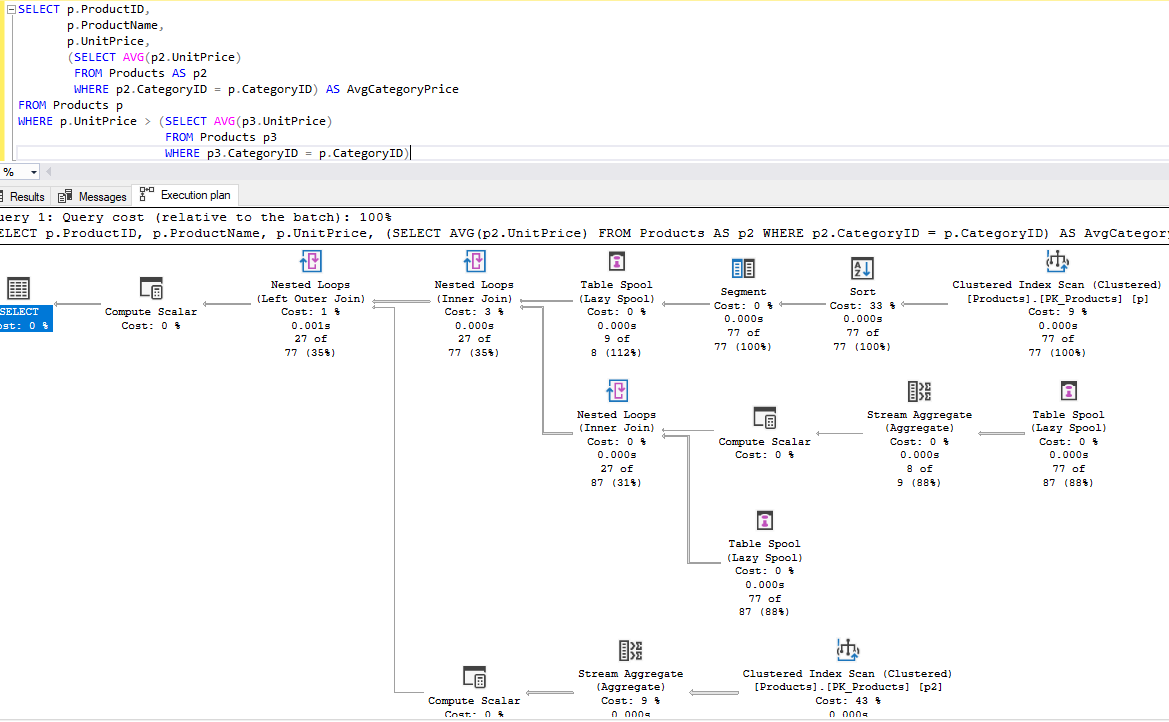 SELECT p.ProductID,
p.ProductName,
p.UnitPrice,
(SELECT AVG(p2.UnitPrice)
FROM Products AS p2
WHERE p2.CategoryID = p.CategoryID) AS AvgCategoryPrice
FROM Products p
WHERE p.UnitPrice > (SELECT AVG(p3.UnitPrice)
FROM Products p3
WHERE p3.CategoryID = p.CategoryID)
%
Results Messages Execution plan
uery 1: Query cost (relative to the batch): 100%
ELECT p.ProductID, p.ProductName, p.UnitPrice, (SELECT AVG(p2.UnitPrice) FROM Products AS p2 WHERE p2.CategoryID = p.CategoryID) AS AvgCategory
SELECT
ost: 0 %
Compute Scalar
Cost: 0 %
Nested Loops
(Left Outer Join)
Cost: 1 %
0.001s
27 of
77 (35%)
Nested Loops
(Inner Join)
Cost: 3 %
0.000s
27 of
77 (35%)
Table Spool
(Lazy Spool)
Cost: 0 %
0.000s
9 of
8 (112%)
Segment
Cost: 0 %
0.000s
77 of
77 (100%)
Sort
Cost: 33 %
0.000s
77 of
77 (100%)
Clustered Index Scan (Clustered)
[Products].[PK_Products] [p]
Cost: 9 %
0.000s
77 of
77 (100%)
Nested Loops
(Inner Join)
Cost: 0 %
0.000s
27 of
87 (31%)
Compute Scalar
Cost: 0 %
Stream Aggregate
(Aggregate)
Cost: 0 %
0.000s
8 of
9 (88%)
Table Spool
(Lazy Spool)
Cost: 0 %
0.000s
77 of
87 (88%)
Table Spool
(Lazy Spool)
Cost: 0 %
0.000s
77 of
87 (88%)
Compute Scalar
Cost: 0 %
Stream Aggregate
(Aggregate)
Cost: 9 %
0.000s
Clustered Index Scan (Clustered)
[Products].[PK_Products] [p2]
Cost: 43 %
0.000s